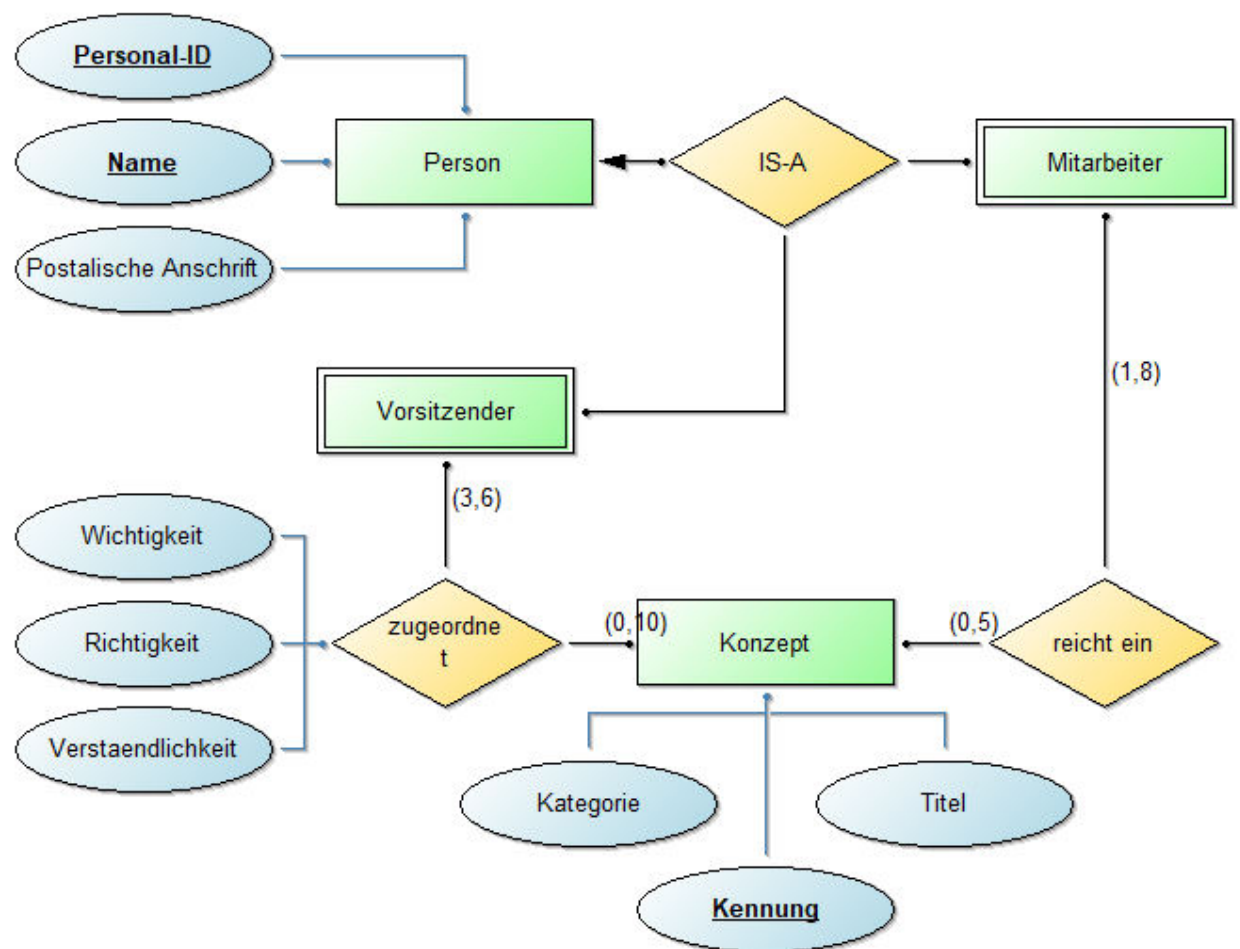 Personal-ID
Name
Person
IS-A
Mitarbeiter
Postalische Anschrift
Vorsitzender
(1,8)
(3,6)
Wichtigkeit
Richtigkeit
Verstaendlichkeit
zugeordne
t
(0,10)
Konzept
(0,5)
reicht ein
Kategorie
Titel
Kennung